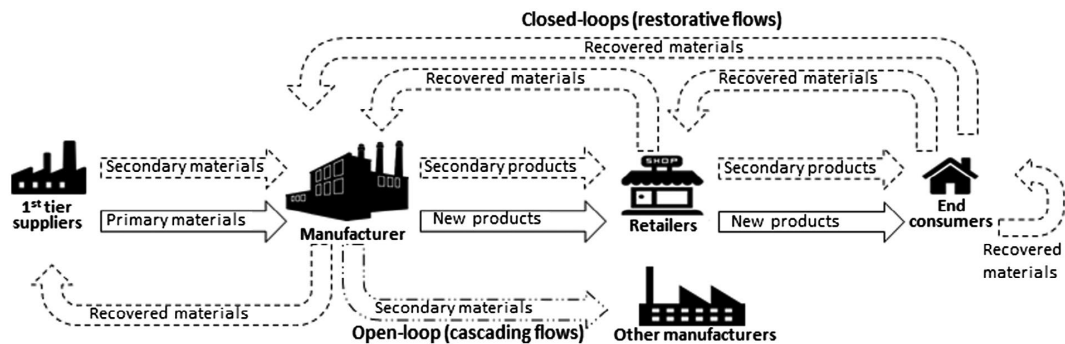 Closed-loops (restorative flows)
Recovered materials
Recovered materials
Recovered materials
SHOP
Secondary materials
Secondary products
Secondary products
1st tier
suppliers
Primary materials
Manufacturer
New products
Retailers
New products
End
consumers
Recovered
materials
Recovered materials
Secondary materials
Open-loop (cascading flows)
Other manufacturers